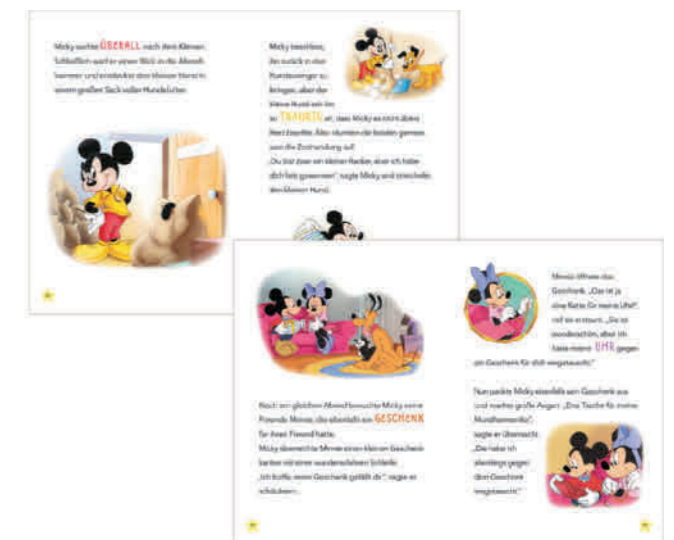 Micky suchte ÜBERALL nach dem Kleinen.
Schließlich warf er einen Blick in die Abstell-
kammer und entdeckte den kleinen Hund in
einem großen Sack voller Hundefutter.
Micky beschloss,
ihn zurück in den
Hundezwinger zu
bringen, aber der
kleine Hund sah ihn
so TRAURIG an, dass Micky es nicht übers
Herz brachte. Also räumten die beiden gemein-
sam die Unordnung auf.
„Du bist zwar ein kleiner Racker, aber ich habe
dich lieb gewonnen“, sagte Micky und streichelte
den kleinen Hund.
Noch am gleichen Abend besuchte Micky seine
Freundin Minnie, die ebenfalls ein GESCHENK
für ihren Freund hatte.
Micky überreichte Minnie einen kleinen Geschenk-
karton mit einer wunderschönen Schleife.
„Ich hoffe, mein Geschenk gefällt dir“, sagte er
schüchtern.
Minnie öffnete das
Geschenk. „Das ist ja
eine Kette für meine Uhr!“,
rief sie erstaunt. „Sie ist
wunderschön, aber ich
habe meine UHR gegen
ein Geschenk für dich eingetauscht.“
Nun packte Micky ebenfalls sein Geschenk aus
und machte große Augen. „Eine Tasche für meine
Mundharmonika“,
sagte er überrascht.
„Die habe ich
allerdings gegen
dein Geschenk
eingetauscht.“